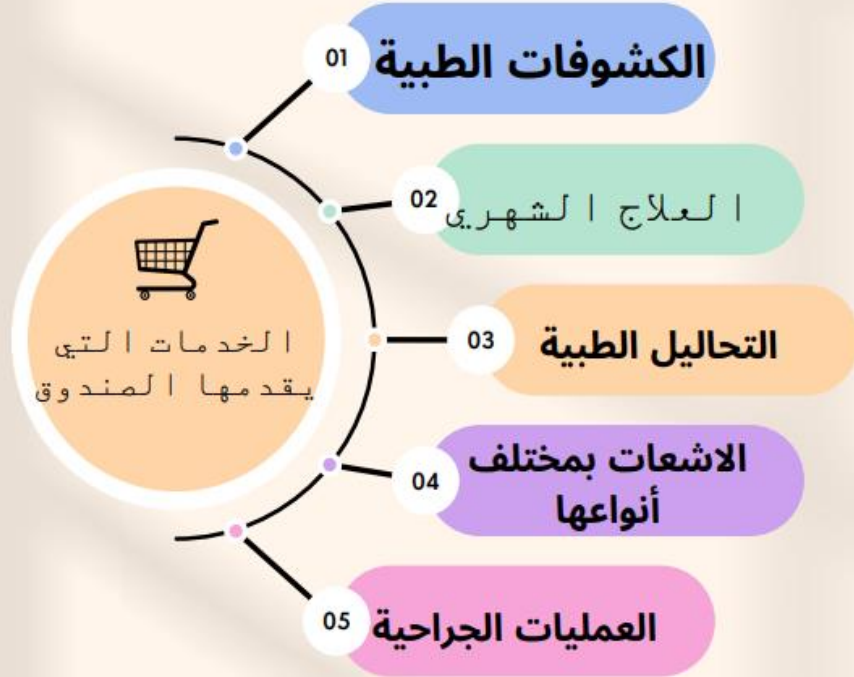 01
الكشوفات الطبية
02
العلاج الشهري
03
التحاليل الطبية
04
الاشعات بمختلف
أنواعها
05
العمليات الجراحية
الخدمات التي
يقدمها الصندوق